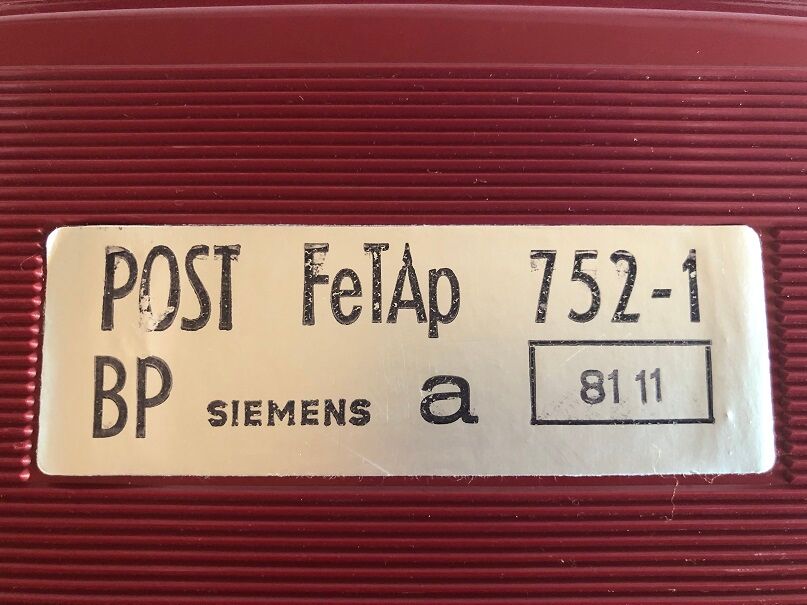 POST FeTAp 752-1
BP SIEMENS a 81 11